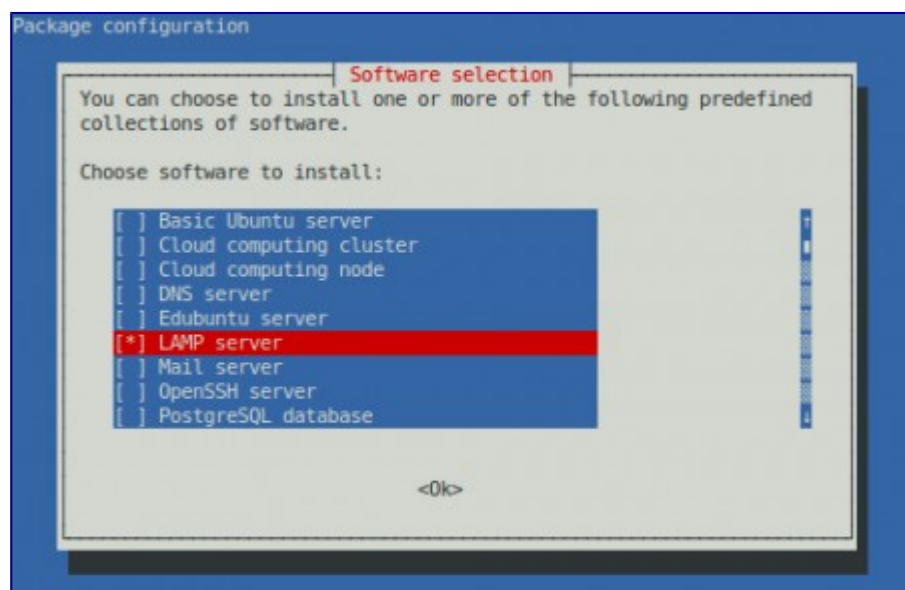 Package configuration
Software selection
You can choose to install one or more of the following predefined
collections of software.
Choose software to install:
[ ] Basic Ubuntu server
[ ] Cloud computing cluster
[ ] Cloud computing node
[ ] DNS server
[ ] Edubuntu server
[*] LAMP server
[ ] Mail server
[ ] OpenSSH server
[ ] PostgreSQL database
<Ok>